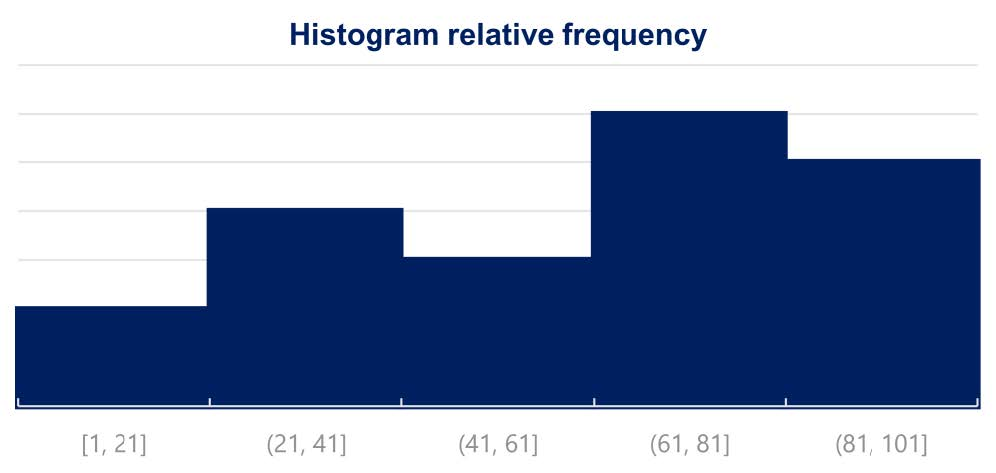 Histogram relative frequency
[1, 21] (21, 41] (41, 61] (61, 81] (81, 101]